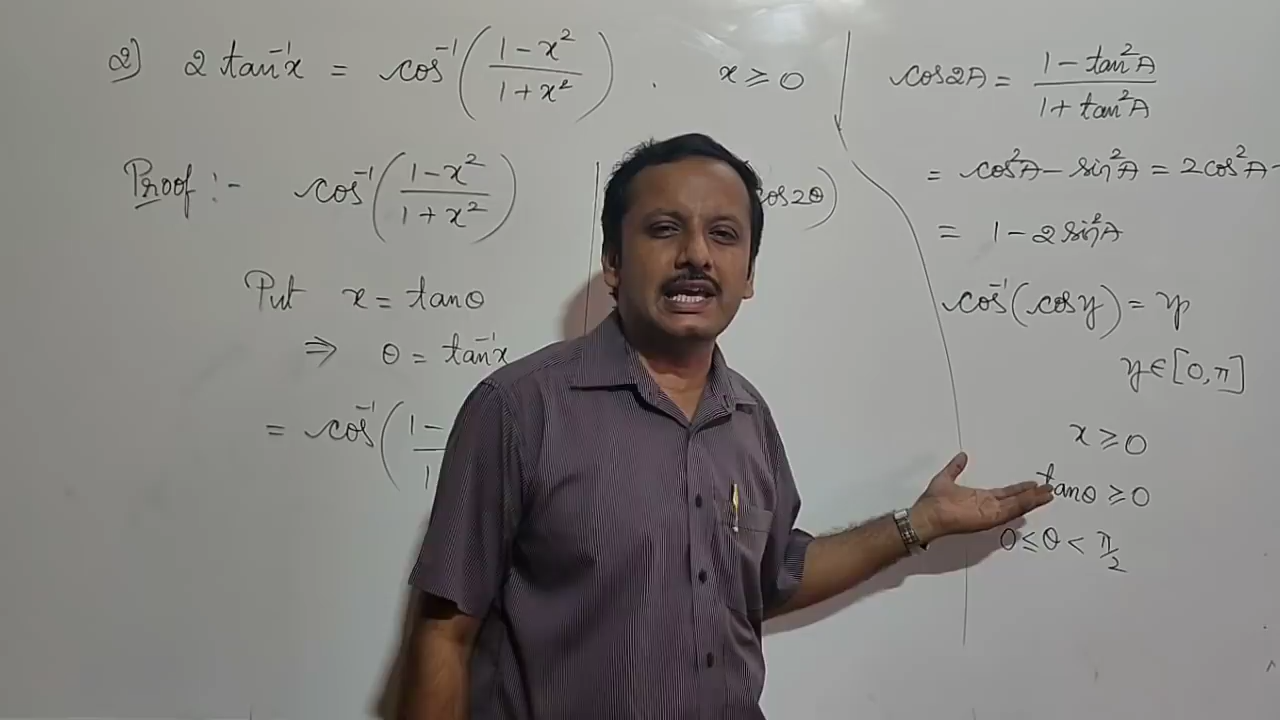 2) 2 tan⁻¹x = cos⁻¹((1-x²)/(1+x²)) . x ≥ 0
Proof :- cos⁻¹((1-x²)/(1+x²))
Put x = tanθ
⇒ θ = tan⁻¹x
= cos⁻¹(1-
cos2θ)
cos2A = (1-tan²A)/(1+tan²A)
= cos²A - sin²A = 2cos²A-
= 1-2sin²A
cos⁻¹(cosy) = y
y∈[0,π]
x ≥ 0
tanθ ≥ 0
0 ≤ θ < π/2